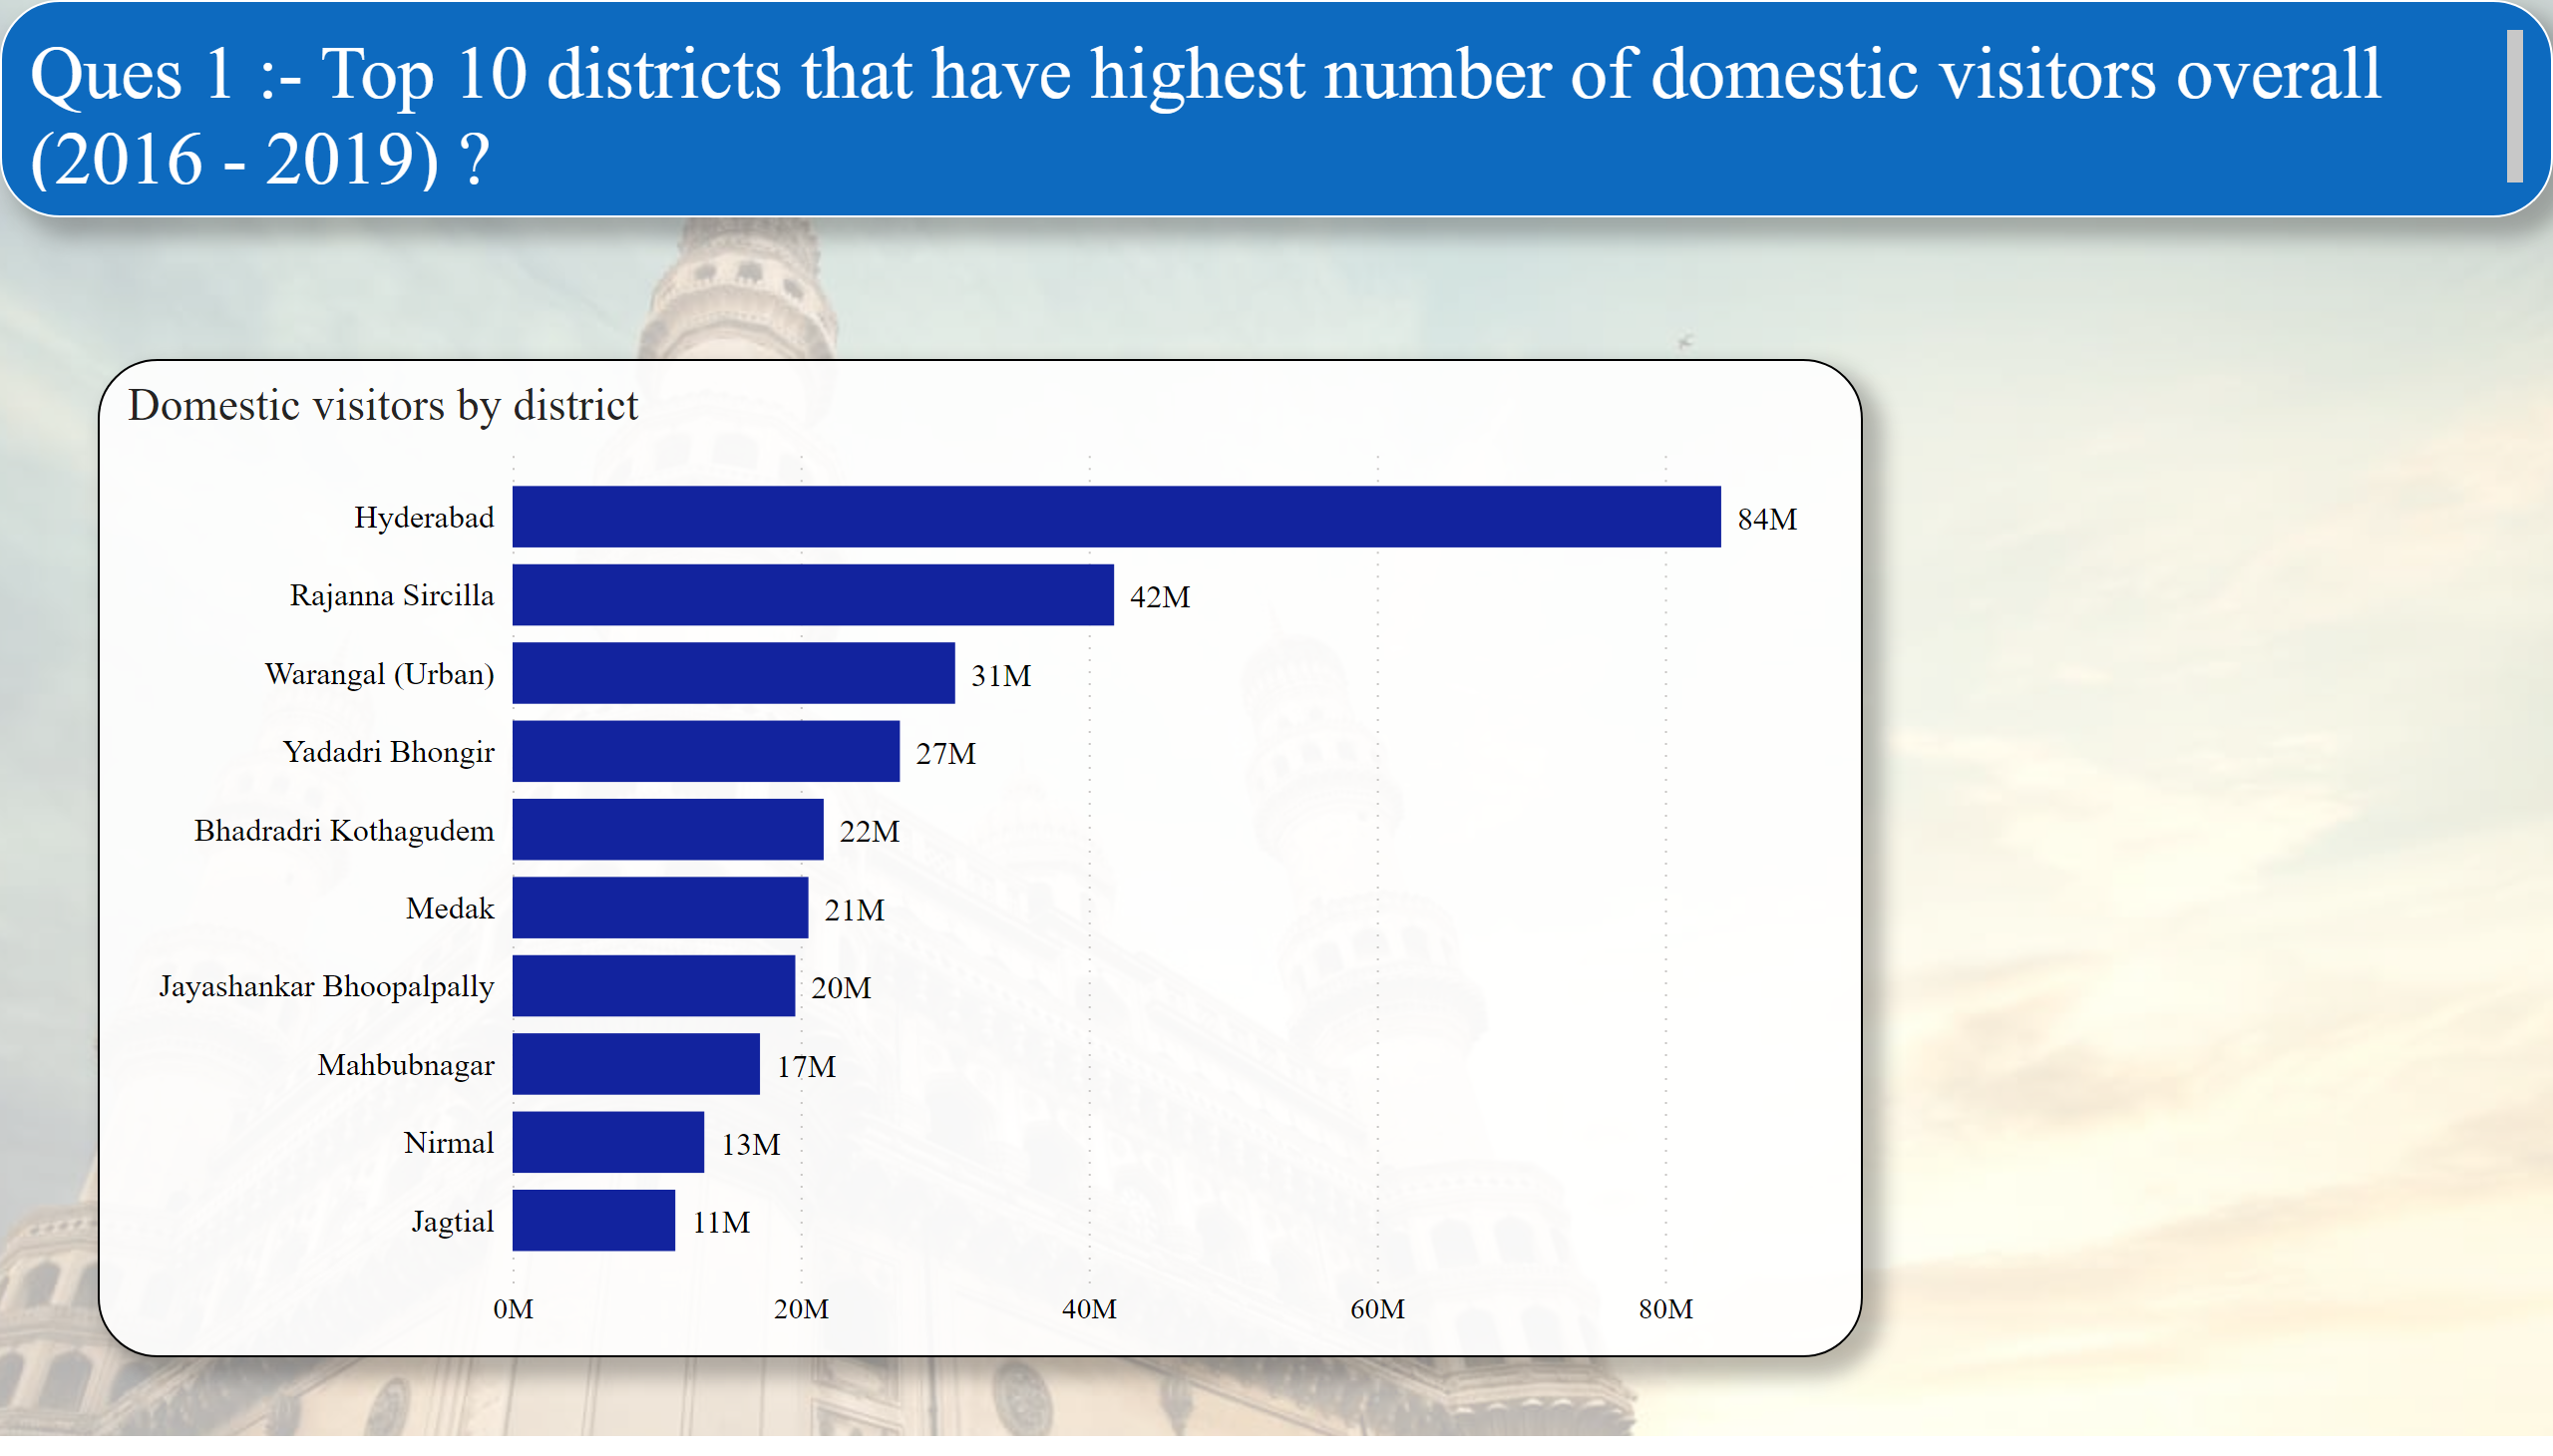 Ques 1 :- Top 10 districts that have highest number of domestic visitors overall
(2016 - 2019) ?
Domestic visitors by district
Hyderabad 84M
Rajanna Sircilla 42M
Warangal (Urban) 31M
Yadadri Bhongir 27M
Bhadradri Kothagudem 22M
Medak 21M
Jayashankar Bhoopalpally 20M
Mahbubnagar 17M
Nirmal 13M
Jagtial 11M
0M 20M 40M 60M 80M